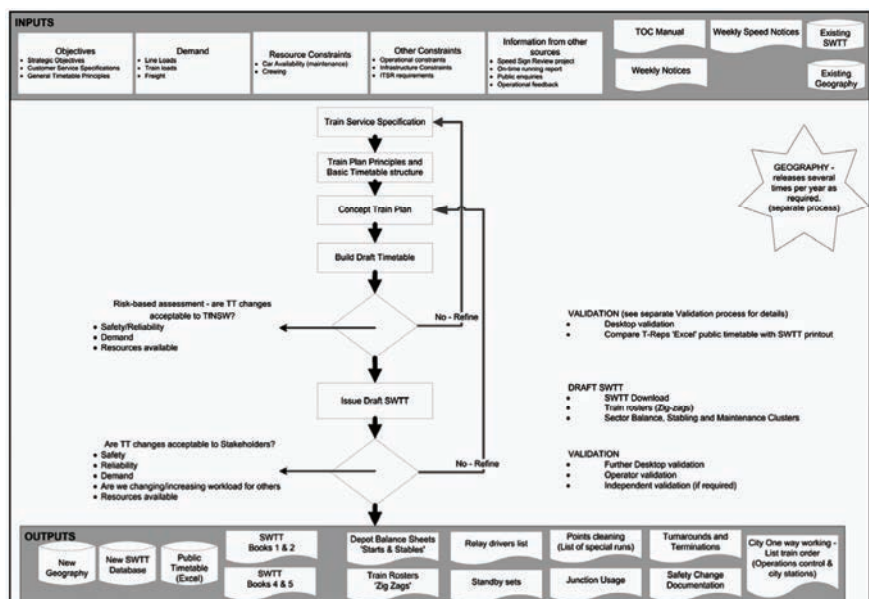 INPUTS
Objectives
Strategic Objectives
Customer Service Specifications
General Timetable Principles
Demand
Line Loads
Train loads
Freight
Resource Constraints
Car Availability (maintenance)
Crewing
Other Constraints
Operational constraints
Infrastructure Constraints
ITSR requirements
Information from other
sources
Speed Sign Review project
On-time running report
Public enquiries
Operational feedback
TOC Manual
Weekly Speed Notices
Existing
SWTT
Weekly Notices
Existing
Geography
Train Service Specification
Train Plan Principles and
Basic Timetable structure
Concept Train Plan
Build Draft Timetable
GEOGRAPHY -
releases several
times per year as
required.
(separate process)
Risk-based assessment - are TT changes
acceptable to TfNSW?
Safety/Reliability
Demand
Resources available
No - Refine
VALIDATION (see separate Validation process for details)
Desktop validation
Compare T-Reps 'Excel' public timetable with SWTT printout
Issue Draft SWTT
DRAFT SWTT
SWTT Download
Train rosters (Zig-zags)
Sector Balance, Stabling and Maintenance Clusters
Are TT changes acceptable to Stakeholders?
Safety
Reliability
Demand
Are we changing/increasing workload for others
Resources available
No - Refine
VALIDATION
Further Desktop validation
Operator validation
Independent validation (if required)
OUTPUTS
New
Geography
New SWTT
Database
Public
Timetable
(Excel)
SWTT
Books 1 & 2
SWTT
Books 4 & 5
Depot Balance Sheets
'Starts & Stables'
Train Rosters
'Zig Zags'
Relay drivers list
Standby sets
Points cleaning
(List of special runs)
Junction Usage
Turnarounds and
Terminations
Safety Change
Documentation
City One way working -
List train order
(Operations control &
city stations)